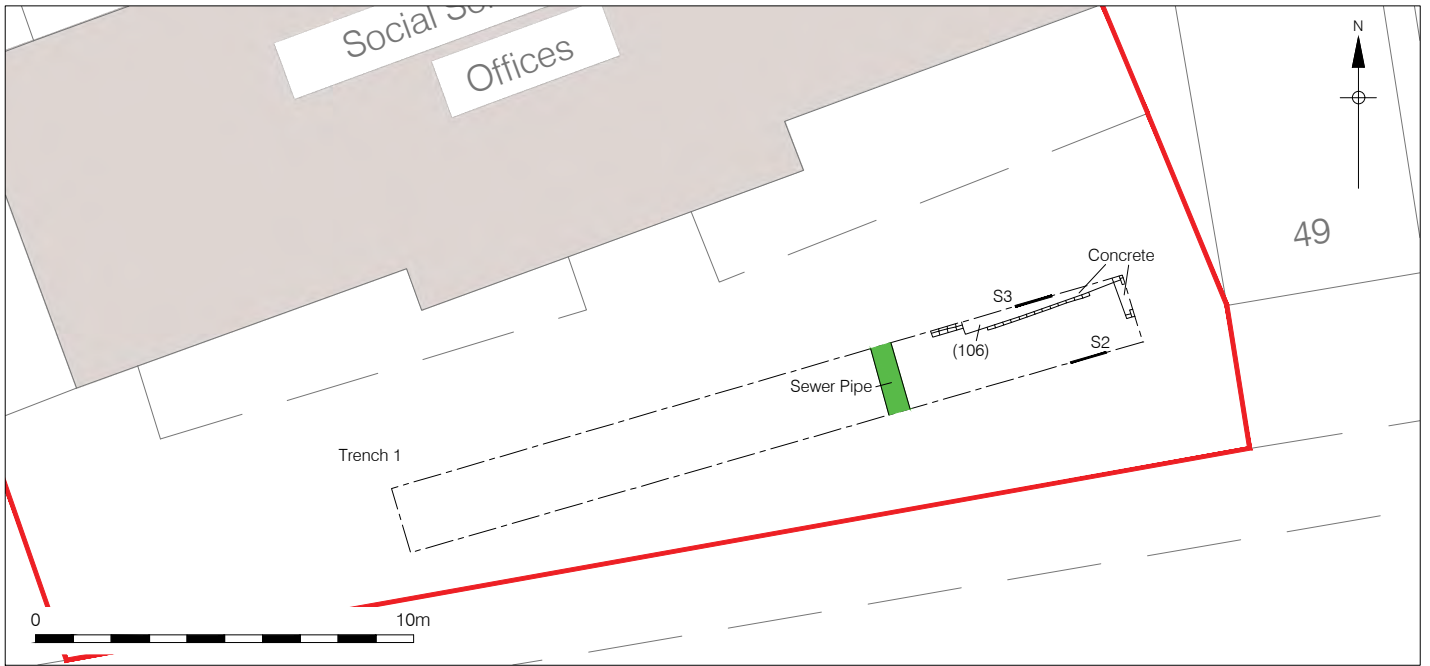 Social
Offices
N
49
Concrete
S3
(106)
S2
Sewer Pipe
Trench 1
0 10m